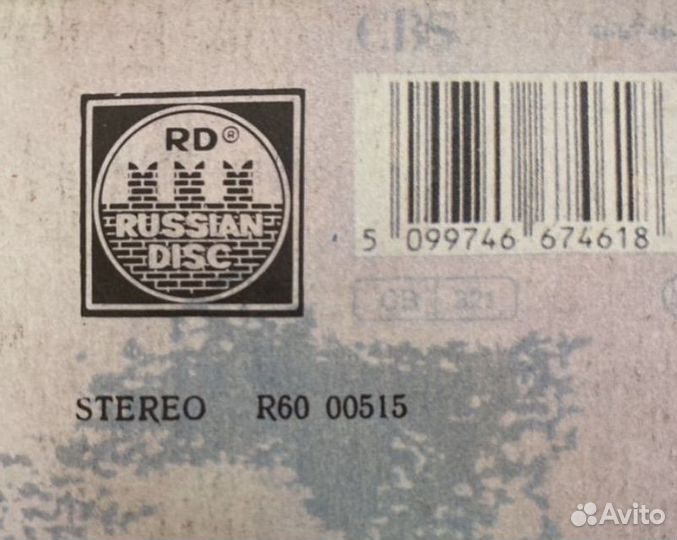 CBS
RD®
RUSSIAN
DISC
5 099746 674618
CB 321
STEREO R60 00515
Avito